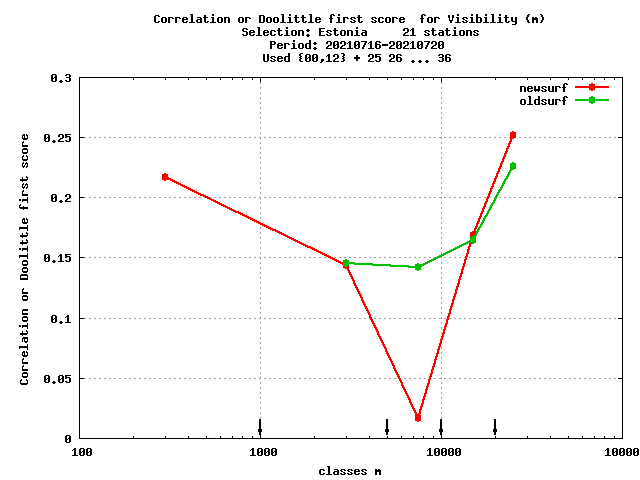 Correlation or Doolittle first score  for Visibility (m)
Selection: Estonia     21 stations
Period: 20210716-20210720
Used {00,12} + 25 26 ... 36
newsurf
oldsurf
0.3
0.25
0.2
0.15
0.1
0.05
0
Correlation or Doolittle first score
100
1000
10000
10000
classes m